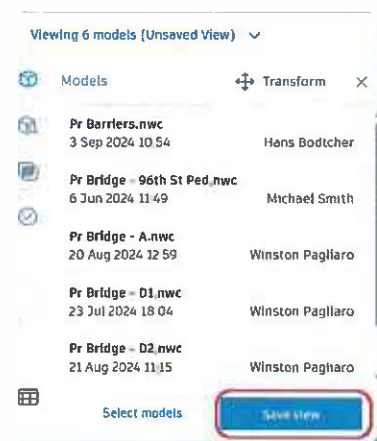 Viewing 6 models (Unsaved View)
Models Transform
Pr Barriers.nwc
3 Sep 2024 10:54 Hans Bodtcher
Pr Bridge - 96th St Ped.nwc
6 Jun 2024 11:49 Michael Smith
Pr Bridge - A.nwc
20 Aug 2024 12:59 Winston Pagliaro
Pr Bridge - D1.nwc
23 Jul 2024 18:04 Winston Pagliaro
Pr Bridge - D2.nwc
21 Aug 2024 11:15 Winston Pagliaro
Select models Save view